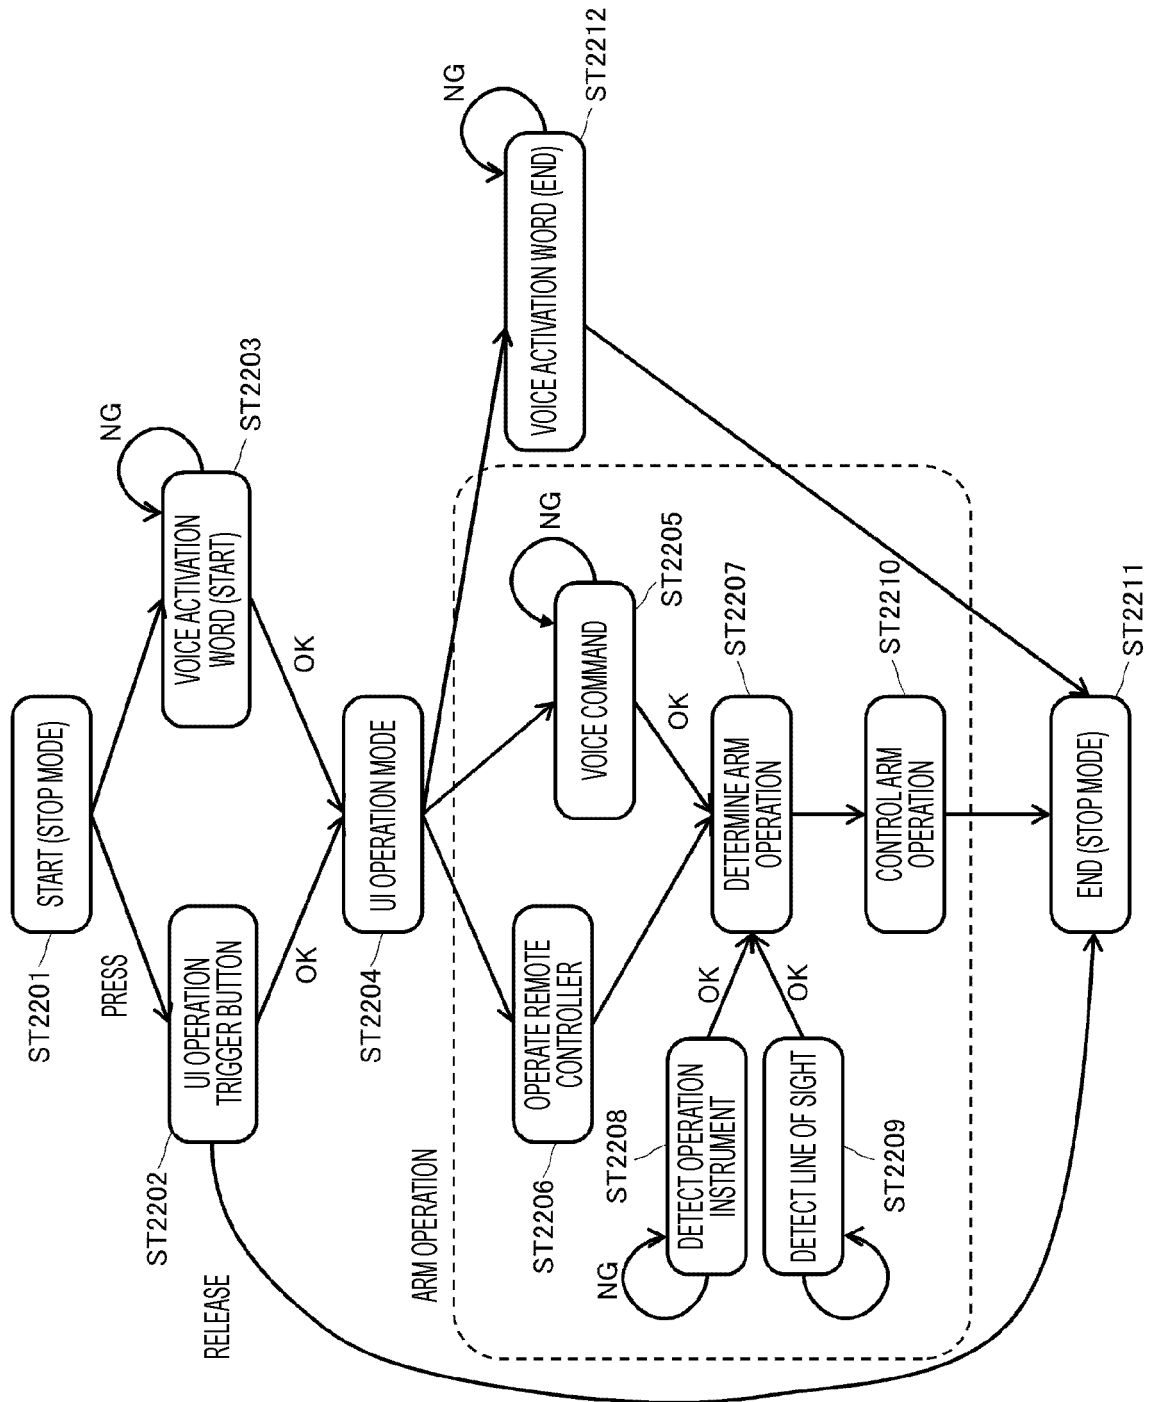 START (STOP MODE)
ST2201
PRESS
UI OPERATION
TRIGGER BUTTON
ST2202
RELEASE
OK
VOICE ACTIVATION
WORD (START)
NG
ST2203
OK
UI OPERATION MODE
ST2204
ARM OPERATION
OPERATE REMOTE
CONTROLLER
ST2206
VOICE COMMAND
NG
ST2205
OK
VOICE ACTIVATION WORD (END)
NG
ST2212
DETECT OPERATION
INSTRUMENT
ST2208
NG
OK
DETECT LINE OF SIGHT
ST2209
OK
DETERMINE ARM
OPERATION
ST2207
CONTROL ARM
OPERATION
ST2210
END (STOP MODE)
ST2211